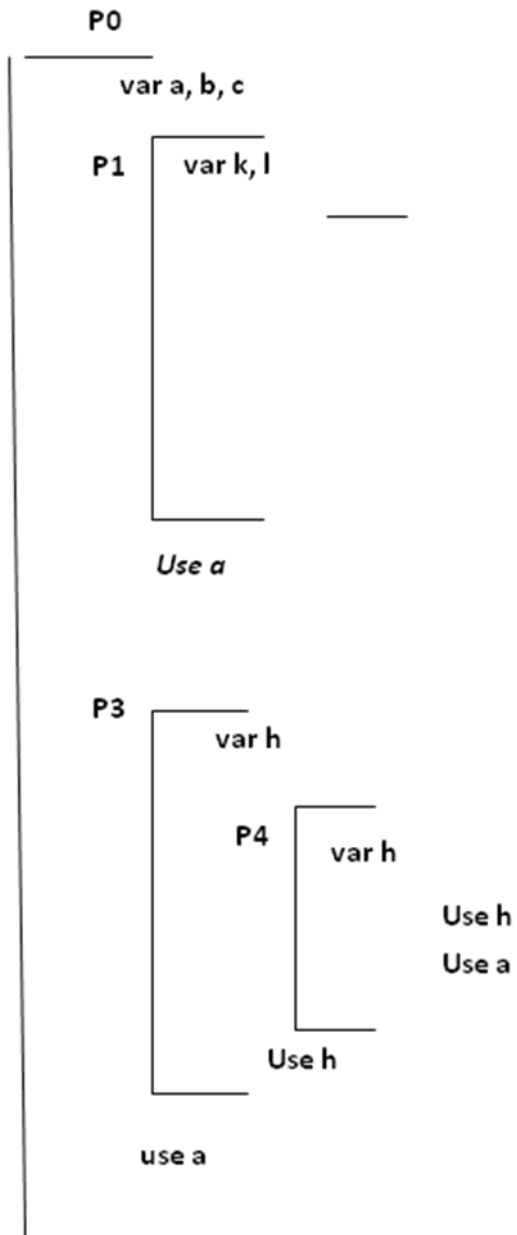 P0
var a, b, c
P1 var k, l
Use a
P3
var h
P4
var h
Use h
Use a
Use h
use a